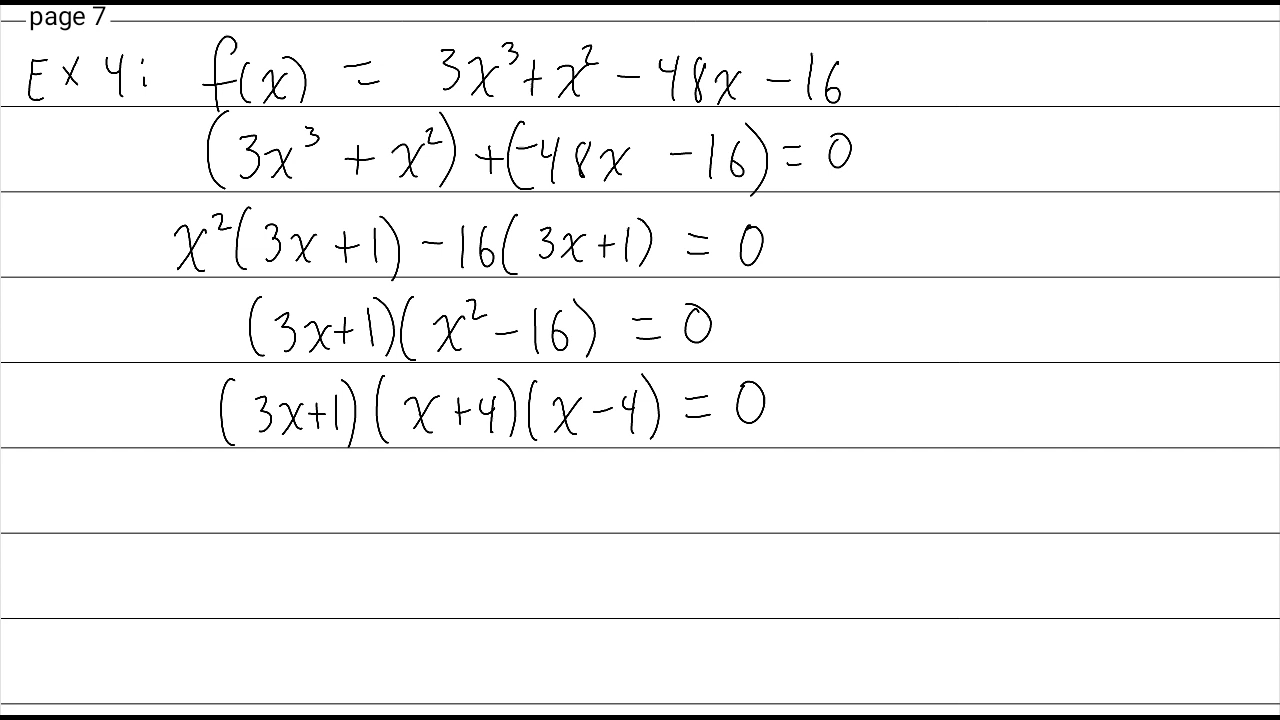 page 7
Ex 4: f(x) = 3x³ + x² - 48x - 16
(3x³ + x²) + (-48x - 16) = 0
x²(3x + 1) - 16(3x + 1) = 0
(3x + 1)(x² - 16) = 0
(3x + 1)(x + 4)(x - 4) = 0